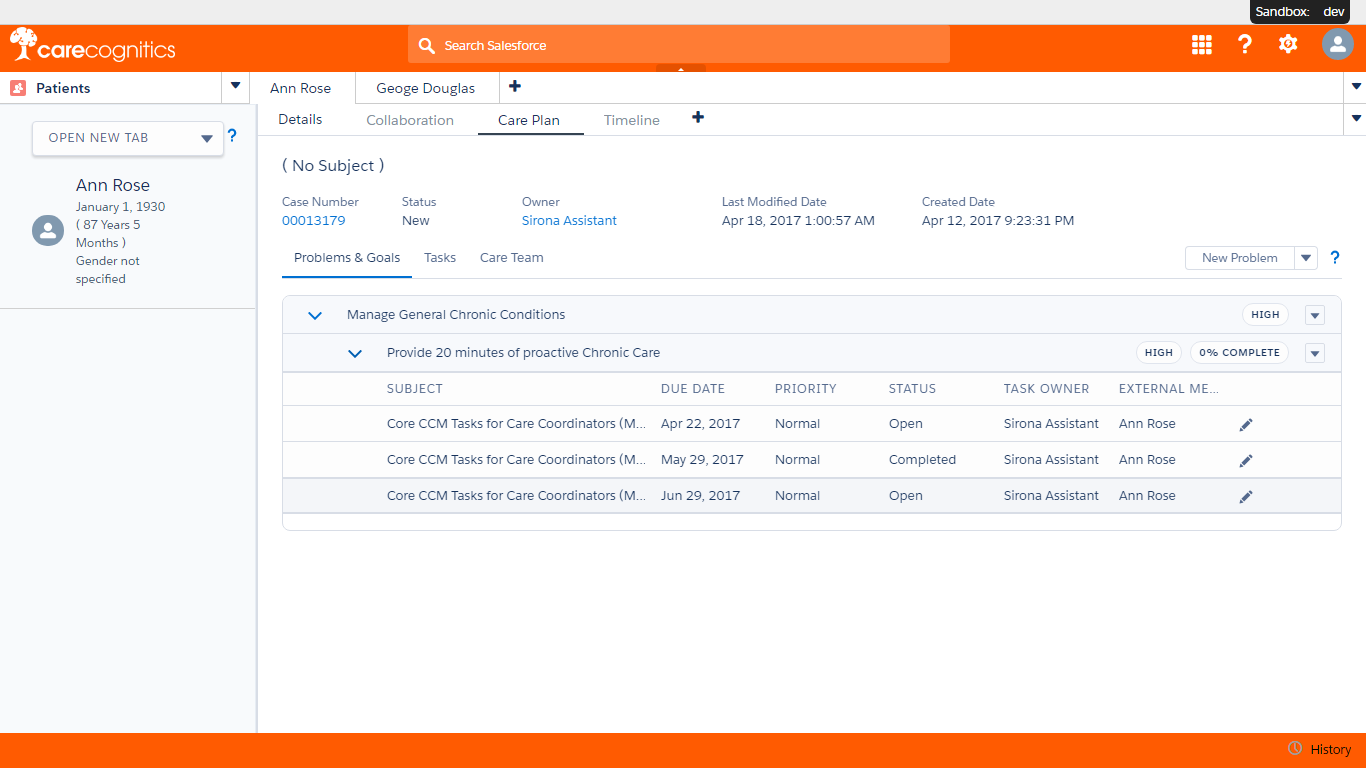 Sandbox: dev
carecognitics
Search Salesforce
Patients
Ann Rose
Geoge Douglas
Details
Collaboration
Care Plan
Timeline
OPEN NEW TAB
?
Ann Rose
January 1, 1930
( 87 Years 5
Months )
Gender not
specified
( No Subject )
Case Number Status Owner Last Modified Date Created Date
00013179 New Sirona Assistant Apr 18, 2017 1:00:57 AM Apr 12, 2017 9:23:31 PM
Problems & Goals Tasks Care Team New Problem ?
Manage General Chronic Conditions HIGH
Provide 20 minutes of proactive Chronic Care HIGH 0% COMPLETE
SUBJECT DUE DATE PRIORITY STATUS TASK OWNER EXTERNAL ME...
Core CCM Tasks for Care Coordinators (M... Apr 22, 2017 Normal Open Sirona Assistant Ann Rose
Core CCM Tasks for Care Coordinators (M... May 29, 2017 Normal Completed Sirona Assistant Ann Rose
Core CCM Tasks for Care Coordinators (M... Jun 29, 2017 Normal Open Sirona Assistant Ann Rose
History